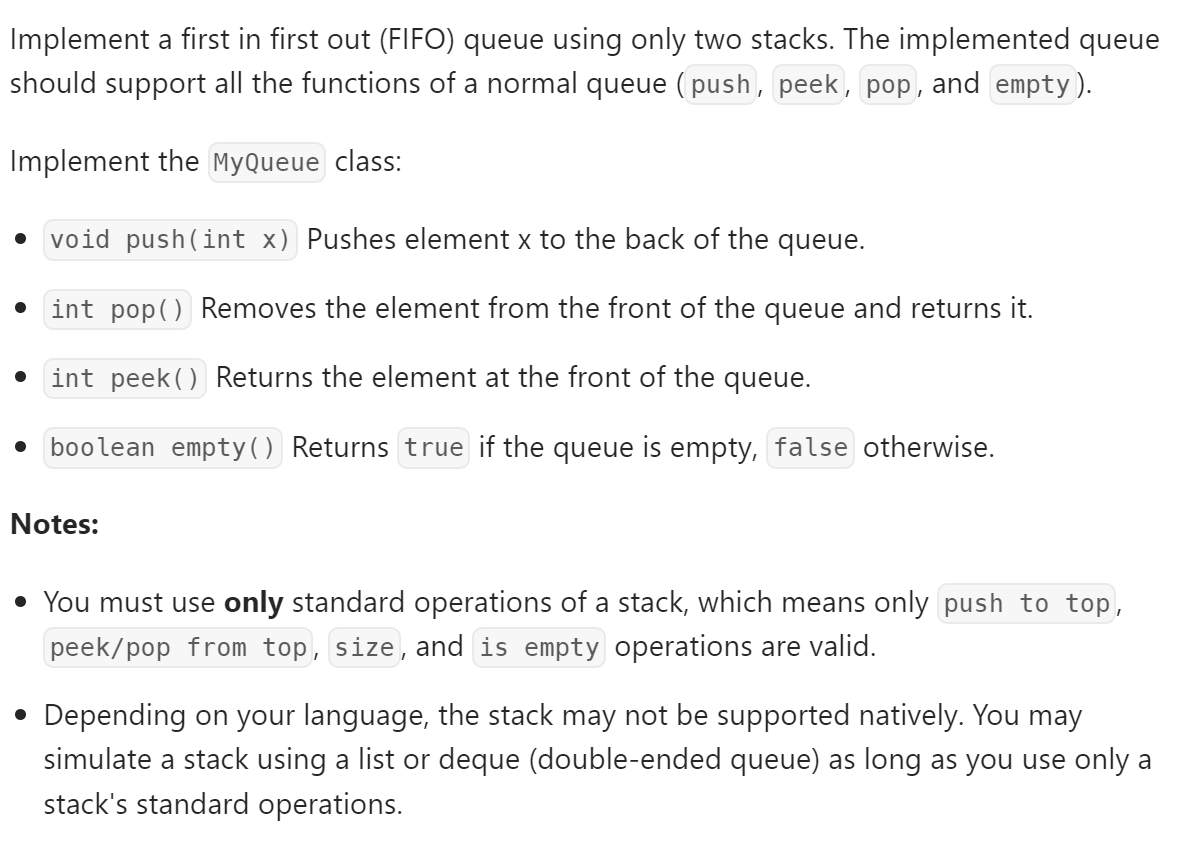 Implement a first in first out (FIFO) queue using only two stacks. The implemented queue
should support all the functions of a normal queue (push, peek, pop, and empty).
Implement the MyQueue class:
• void push(int x) Pushes element x to the back of the queue.
• int pop() Removes the element from the front of the queue and returns it.
• int peek() Returns the element at the front of the queue.
• boolean empty() Returns true if the queue is empty, false otherwise.
Notes:
• You must use only standard operations of a stack, which means only push to top,
peek/pop from top, size, and is empty operations are valid.
• Depending on your language, the stack may not be supported natively. You may
simulate a stack using a list or deque (double-ended queue) as long as you use only a
stack's standard operations.